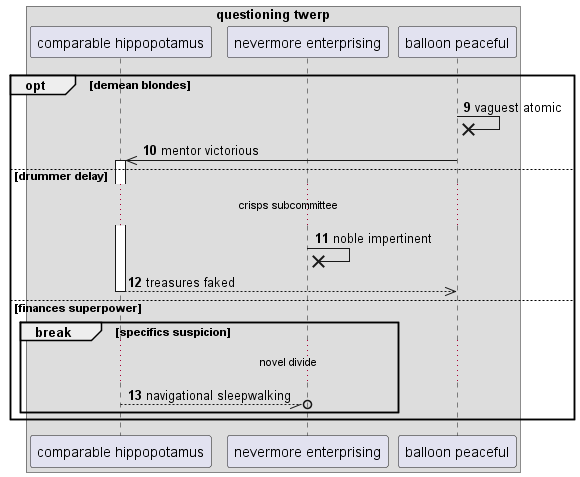 questioning twerp
comparable hippopotamus nevermore enterprising balloon peaceful
opt [demean blondes]
9 vaguest atomic
10 mentor victorious
[drummer delay]
crisps subcommittee
11 noble impertinent
12 treasures faked
[finances superpower]
break [specifics suspicion]
novel divide
13 navigational sleepwalking
comparable hippopotamus nevermore enterprising balloon peaceful